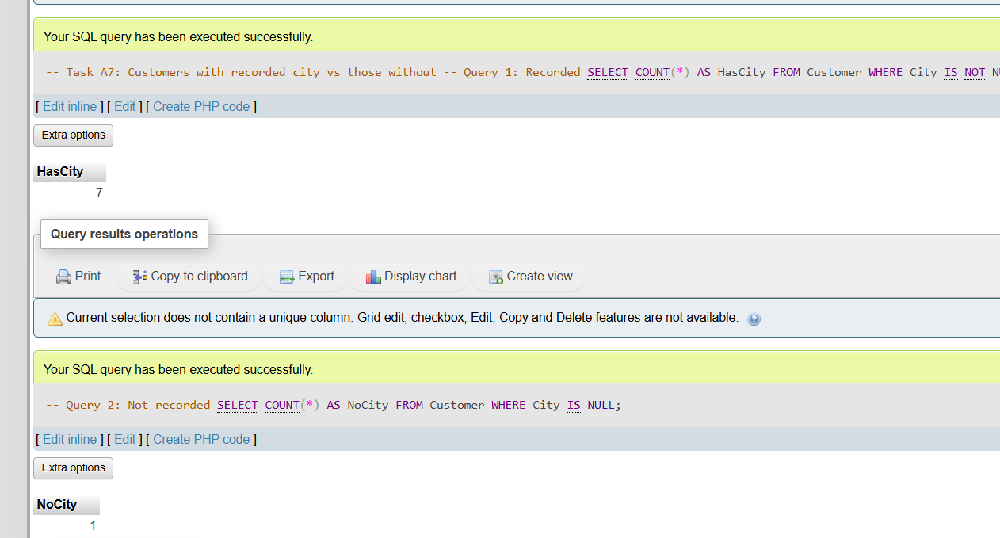 Your SQL query has been executed successfully.
-- Task A7: Customers with recorded city vs those without -- Query 1: Recorded SELECT COUNT(*) AS HasCity FROM Customer WHERE City IS NOT
[ Edit inline ] [ Edit ] [ Create PHP code ]
Extra options
HasCity
7
Query results operations
Print Copy to clipboard Export Display chart Create view
Current selection does not contain a unique column. Grid edit, checkbox, Edit, Copy and Delete features are not available.
Your SQL query has been executed successfully.
-- Query 2: Not recorded SELECT COUNT(*) AS NoCity FROM Customer WHERE City IS NULL;
[ Edit inline ] [ Edit ] [ Create PHP code ]
Extra options
NoCity
1